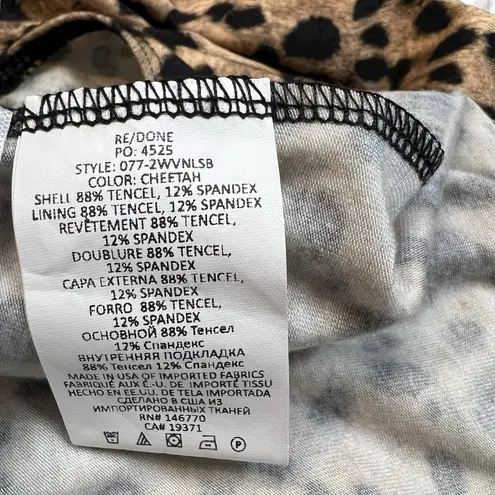 RE/DONE
PO: 4525
STYLE: 077-2WVNLSB
COLOR: CHEETAH
SHELL 88% TENCEL, 12% SPANDEX
LINING 88% TENCEL, 12% SPANDEX
REVÊTEMENT 88% TENCEL,
12% SPANDEX
DOUBLURE 88% TENCEL,
12% SPANDEX
CAPA EXTERNA 88% TENCEL,
12% SPANDEX
FORRO 88% TENCEL,
12% SPANDEX
ОСНОВНОЙ 88% Тенсел
12% Спандекс
ВНУТРЕННЯЯ ПОДКЛАДКА
88% Тенсел 12% Спандекс
MADE IN USA OF IMPORTED FABRICS
FABRIQUÉ AUX É.-U. DE IMPORTÉ TISSU
HECHO EN EE.UU. DE TELA IMPORTADA
СДЕЛАНО В США ИЗ
ИМПОРТИРОВАННЫХ ТКАНЕЙ
RN# 146770
CA# 19371
P